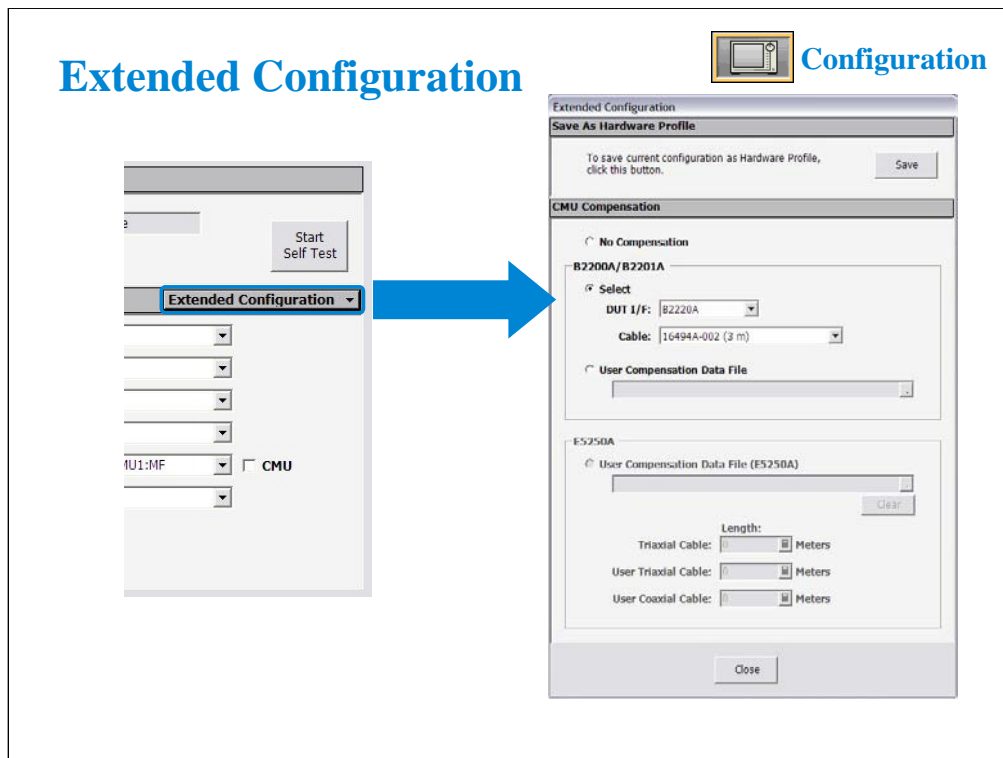 Extended Configuration
Configuration
e
Start
Self Test
Extended Configuration
MU1:MF
CMU
Extended Configuration
Save As Hardware Profile
To save current configuration as Hardware Profile,
click this button.
Save
CMU Compensation
No Compensation
B2200A/B2201A
Select
DUT I/F: B2220A
Cable: 16494A-002 (3 m)
User Compensation Data File
...
E5250A
User Compensation Data File (E5250A)
...
Clear
Length:
Triaxial Cable: 0 Meters
User Triaxial Cable: 0 Meters
User Coaxial Cable: 0 Meters
Close